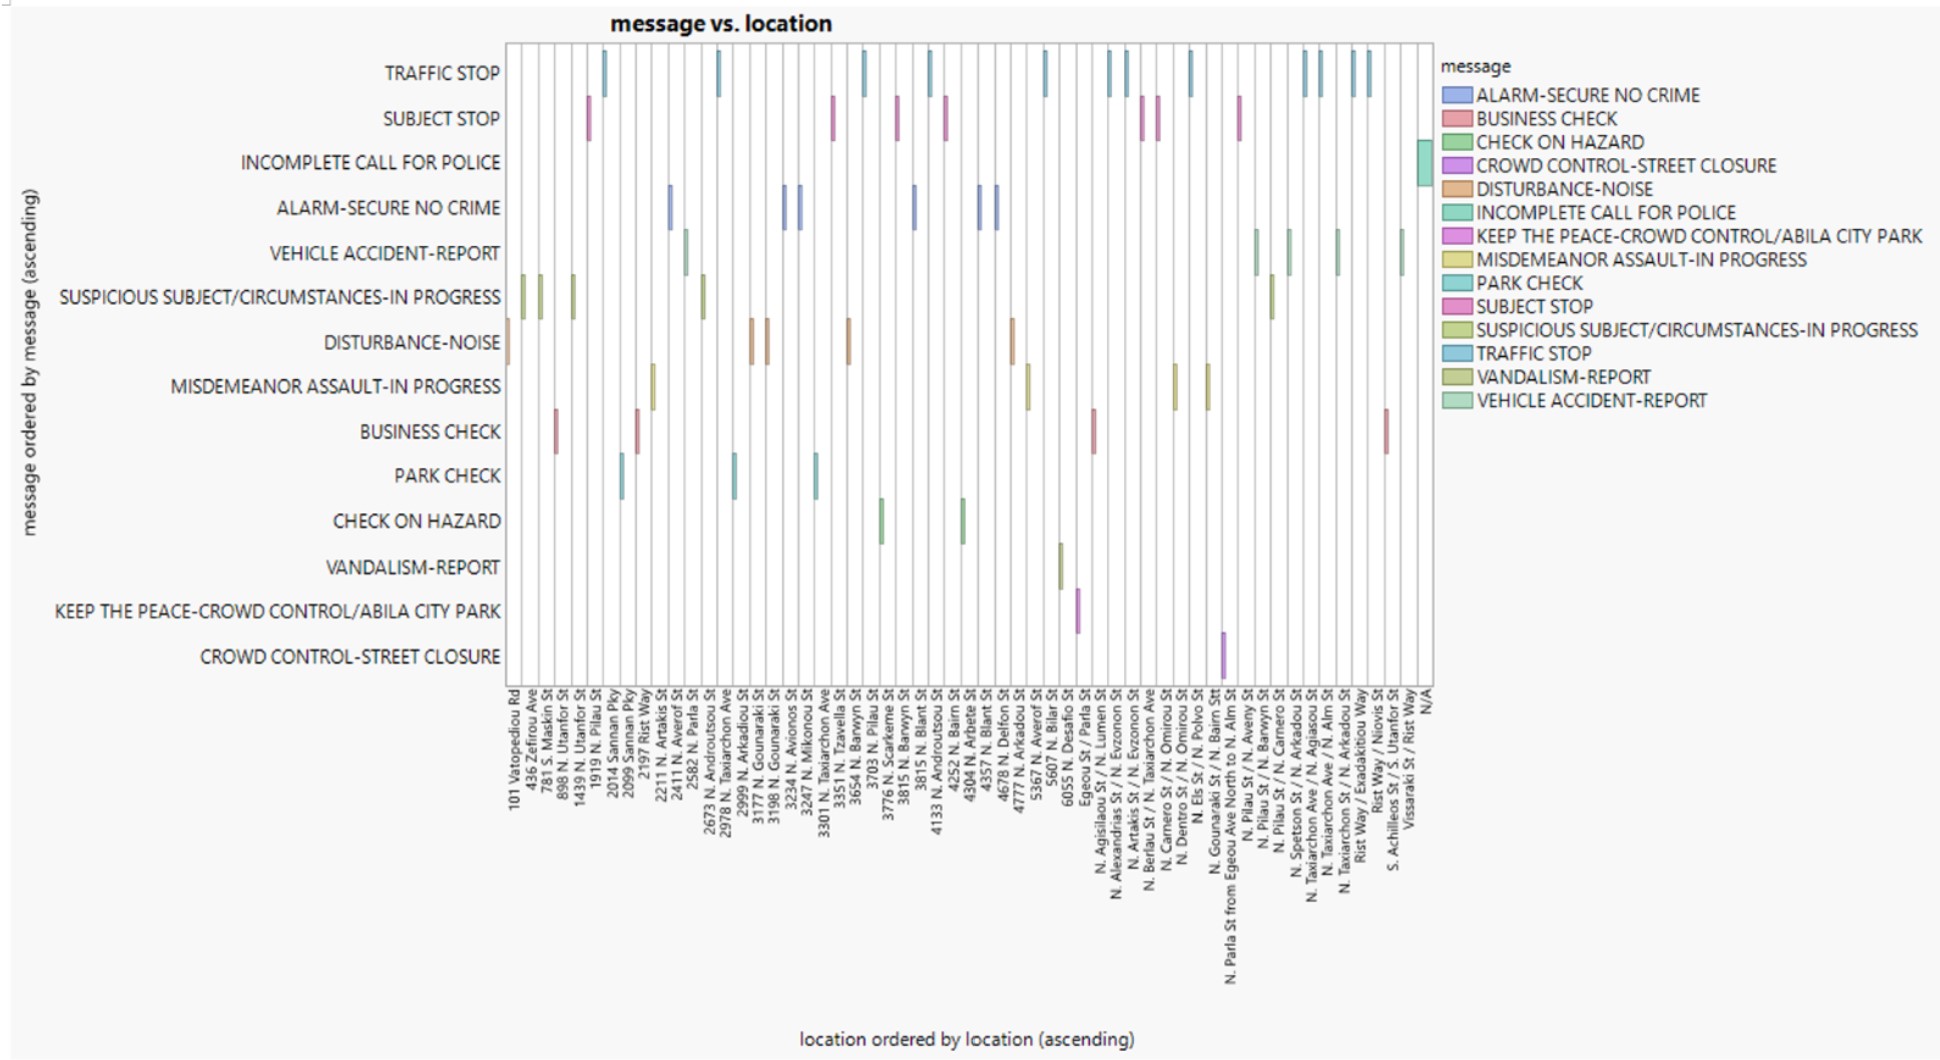 message vs. location
message ordered by message (ascending)
TRAFFIC STOP
SUBJECT STOP
INCOMPLETE CALL FOR POLICE
ALARM-SECURE NO CRIME
VEHICLE ACCIDENT-REPORT
SUSPICIOUS SUBJECT/CIRCUMSTANCES-IN PROGRESS
DISTURBANCE-NOISE
MISDEMEANOR ASSAULT-IN PROGRESS
BUSINESS CHECK
PARK CHECK
CHECK ON HAZARD
VANDALISM-REPORT
KEEP THE PEACE-CROWD CONTROL/ABILA CITY PARK
CROWD CONTROL-STREET CLOSURE
message
ALARM-SECURE NO CRIME
BUSINESS CHECK
CHECK ON HAZARD
CROWD CONTROL-STREET CLOSURE
DISTURBANCE-NOISE
INCOMPLETE CALL FOR POLICE
KEEP THE PEACE-CROWD CONTROL/ABILA CITY PARK
MISDEMEANOR ASSAULT-IN PROGRESS
PARK CHECK
SUBJECT STOP
SUSPICIOUS SUBJECT/CIRCUMSTANCES-IN PROGRESS
TRAFFIC STOP
VANDALISM-REPORT
VEHICLE ACCIDENT-REPORT
101 Vatopediou Rd
436 Zefirou Ave
781 S. Maskin St
898 N. Utanfor St
1439 N. Utanfor St
1919 N. Pilau St
2014 Sannan Pky
2099 Sannan Pky
2197 Rist Way
2211 N. Artakis St
2411 N. Averof St
2582 N. Parla St
2673 N. Androutsou St
2978 N. Taxiarchon Ave
2999 N. Arkadiou St
3177 N. Gounaraki St
3198 N. Gounaraki St
3234 N. Avionos St
3247 N. Mikonou St
3301 N. Taxiarchon Ave
3351 N. Tzavella St
3654 N. Barwyn St
3703 N. Pilau St
3776 N. Scarkeme St
3815 N. Barwyn St
3815 N. Blant St
4133 N. Androutsou St
4252 N. Bairn St
4304 N. Arbete St
4357 N. Blant St
4678 N. Delfon St
4777 N. Arkadou St
5367 N. Averof St
5607 N. Bilar St
6055 N. Desafio St
Egeou St / Parla St
N. Agisilaou St / N. Lumen St
N. Alexandrias St / N. Evzonon St
N. Artakis St / N. Evzonon St
N. Berlau St / N. Taxiarchon Ave
N. Carnero St / N. Omirou St
N. Dentro St / N. Omirou St
N. Els St / N. Polvo St
N. Gounaraki St / N. Bairn Stt
N. Parla St from Egeou Ave North to N. Alm St
N. Pilau St / N. Aveny St
N. Pilau St / N. Barwyn St
N. Pilau St / N. Carnero St
N. Spetson St / N. Arkadou St
N. Taxiarchon Ave / N. Agiasou St
N. Taxiarchon Ave / N. Alm St
N. Taxiarchon St / N. Arkadou St
Rist Way / Exadakitiou Way
Rist Way / Niovis St
S. Achilleos St / S. Utanfor St
Vissaraki St / Rist Way
N/A
location ordered by location (ascending)